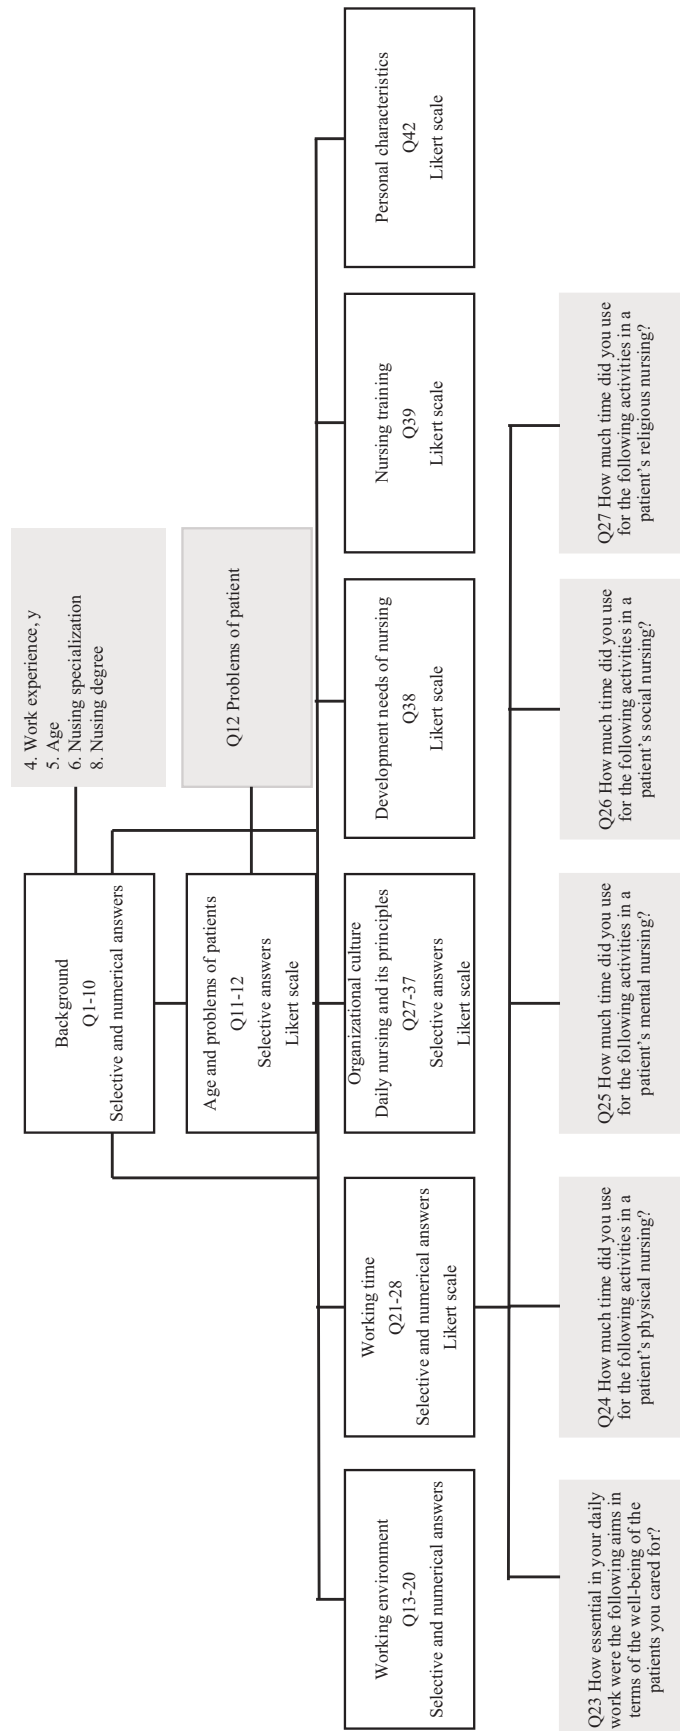 Background
Q1-10
Selective and numerical answers
4. Work experience, y
5. Age
6. Nusing specialization
8. Nusing degree
Age and problems of patients
Q11-12
Selective answers
Likert scale
Q12 Problems of patient
Working environment
Q13-20
Selective and numerical answers
Working time
Q21-28
Selective and numerical answers
Likert scale
Organizational culture
Daily nursing and its principles
Q27-37
Selective answers
Likert scale
Development needs of nursing
Q38
Likert scale
Nursing training
Q39
Likert scale
Personal characteristics
Q42
Likert scale
Q23 How essential in your daily
work were the following aims in
terms of the well-being of the
patients you cared for?
Q24 How much time did you use
for the following activities in a
patient’s physical nursing?
Q25 How much time did you use
for the following activities in a
patient’s mental nursing?
Q26 How much time did you use
for the following activities in a
patient’s social nursing?
Q27 How much time did you use
for the following activities in a
patient’s religious nursing?